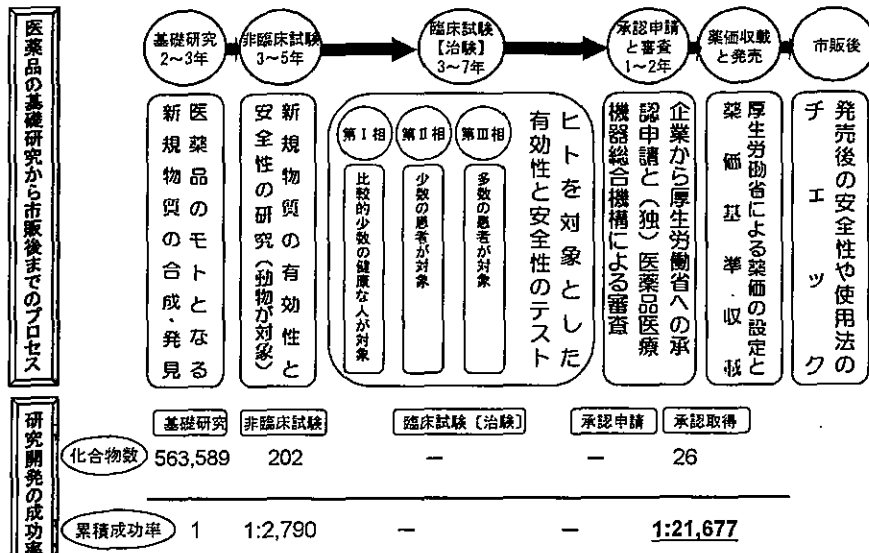 医薬品の基礎研究から市販後までのプロセス
基礎研究
2〜3年
非臨床試験
3〜5年
臨床試験
【治験】
3〜7年
承認申請
と審査
1〜2年
薬価収載
と発売
市販後
医薬品のモトとなる
新規物質の合成・発見
新規物質の有効性と
安全性の研究(動物が対象)
ヒトを対象とした
有効性と安全性のテスト
第Ⅰ相
比較的少数の健康な人が対象
第Ⅱ相
少数の患者が対象
第Ⅲ相
多数の患者が対象
企業から厚生労働省への承
認申請と(独)医薬品医療
機器総合機構による審査
厚生労働省による薬価の設定と
薬価基準収載
発売後の安全性や使用法の
チェック
研究開発の成功率
基礎研究
非臨床試験
臨床試験〔治験〕
承認申請
承認取得
化合物数 563,589 202 − − 26
累積成功率 1 1:2,790 − − 1:21,677